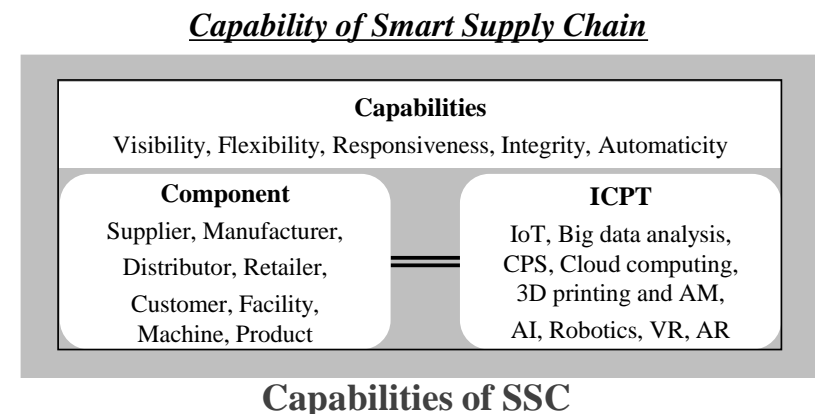 Capability of Smart Supply Chain
Capabilities
Visibility, Flexibility, Responsiveness, Integrity, Automaticity
Component
Supplier, Manufacturer,
Distributor, Retailer,
Customer, Facility,
Machine, Product
ICPT
IoT, Big data analysis,
CPS, Cloud computing,
3D printing and AM,
AI, Robotics, VR, AR
Capabilities of SSC